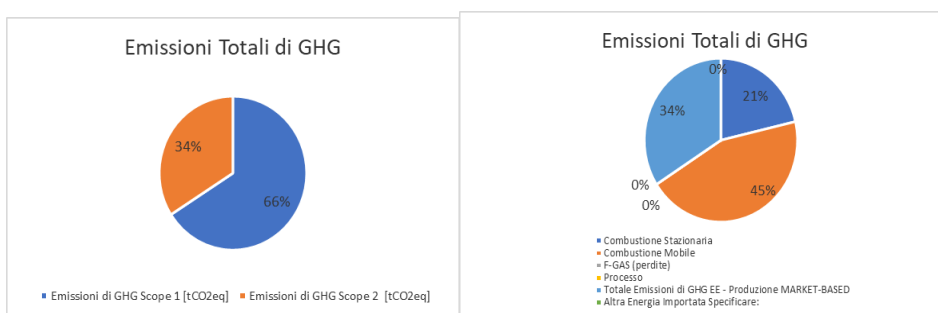 Emissioni Totali di GHG
34%
66%
Emissioni di GHG Scope 1 [tCO2eq] Emissioni di GHG Scope 2 [tCO2eq]
Emissioni Totali di GHG
0%
21%
34%
0%
0%
45%
Combustione Stazionaria
Combustione Mobile
F-GAS (perdite)
Processo
Totale Emissioni di GHG EE - Produzione MARKET-BASED
Altra Energia Importata Specificare: